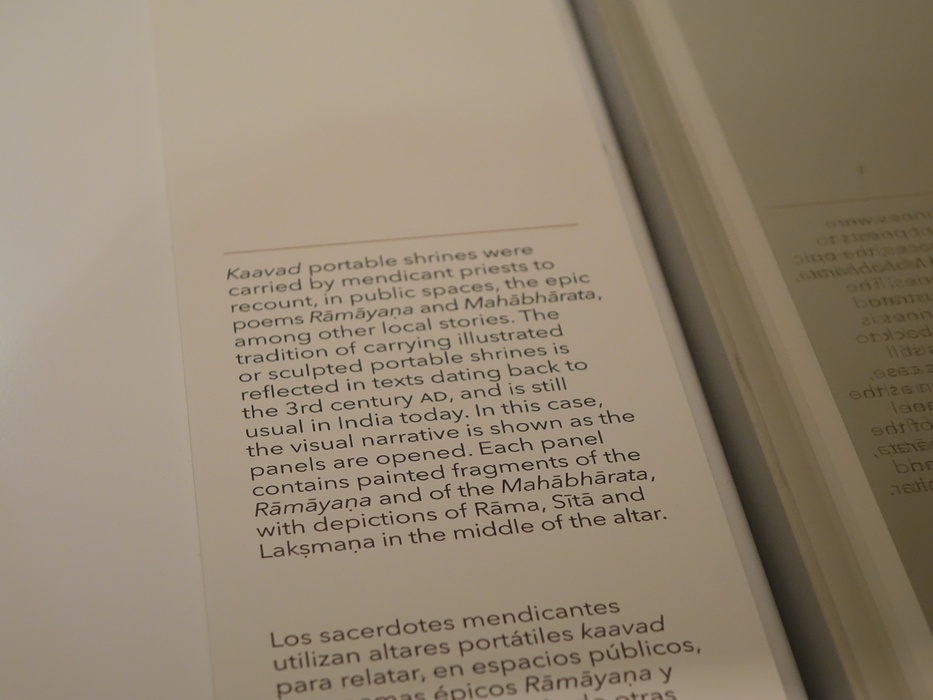 Kaavad portable shrines were
carried by mendicant priests to
recount, in public spaces, the epic
poems Rāmāyaṇa and Mahābhārata,
among other local stories. The
tradition of carrying illustrated
or sculpted portable shrines is
reflected in texts dating back to
the 3rd century AD, and is still
usual in India today. In this case,
the visual narrative is shown as the
panels are opened. Each panel
contains painted fragments of the
Rāmāyaṇa and of the Mahābhārata,
with depictions of Rāma, Sītā and
Lakṣmaṇa in the middle of the altar.
Los sacerdotes mendicantes
utilizan altares portátiles kaavad
para relatar, en espacios públicos,
épicos Rāmāyaṇa y
otras